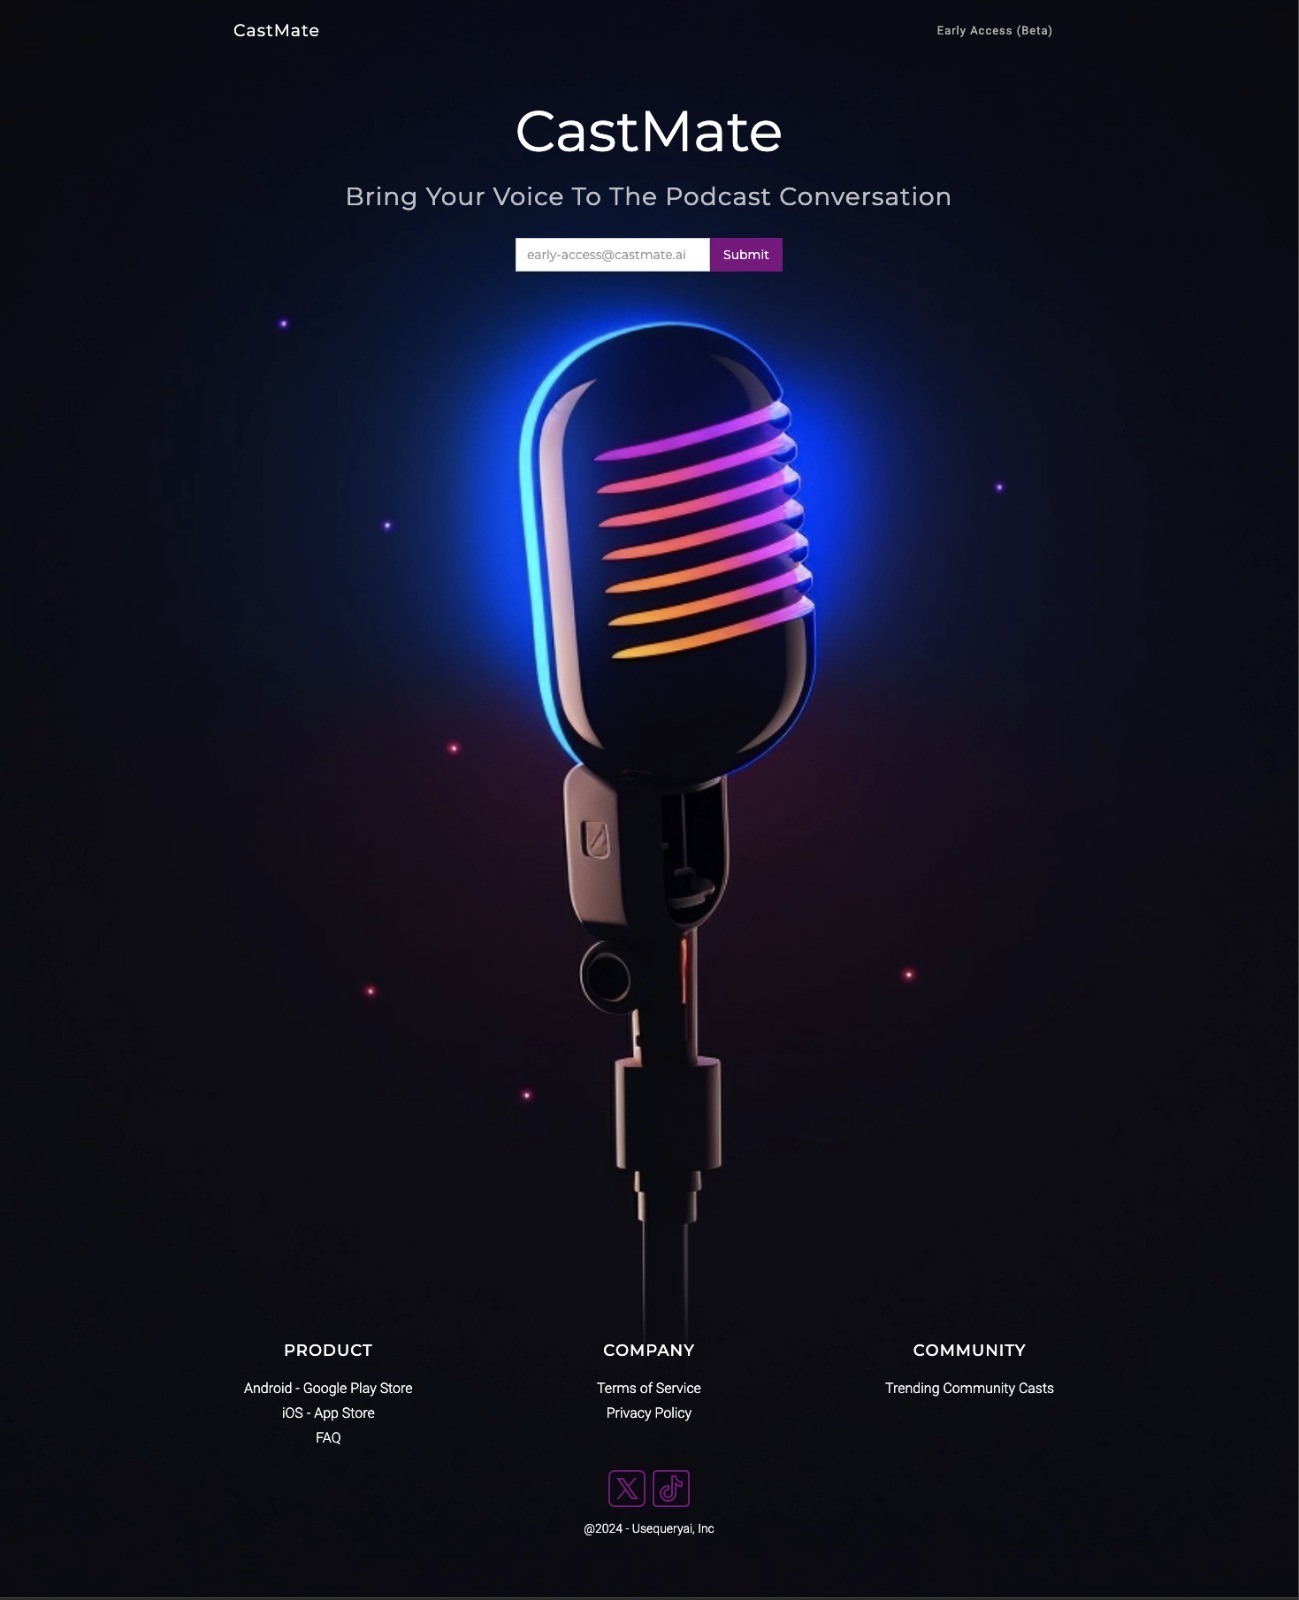 CastMate
Early Access (Beta)
CastMate
Bring Your Voice To The Podcast Conversation
early-access@castmate.ai
Submit
PRODUCT
Android - Google Play Store
iOS - App Store
FAQ
COMPANY
Terms of Service
Privacy Policy
COMMUNITY
Trending Community Casts
@2024 - Usequeryai, Inc